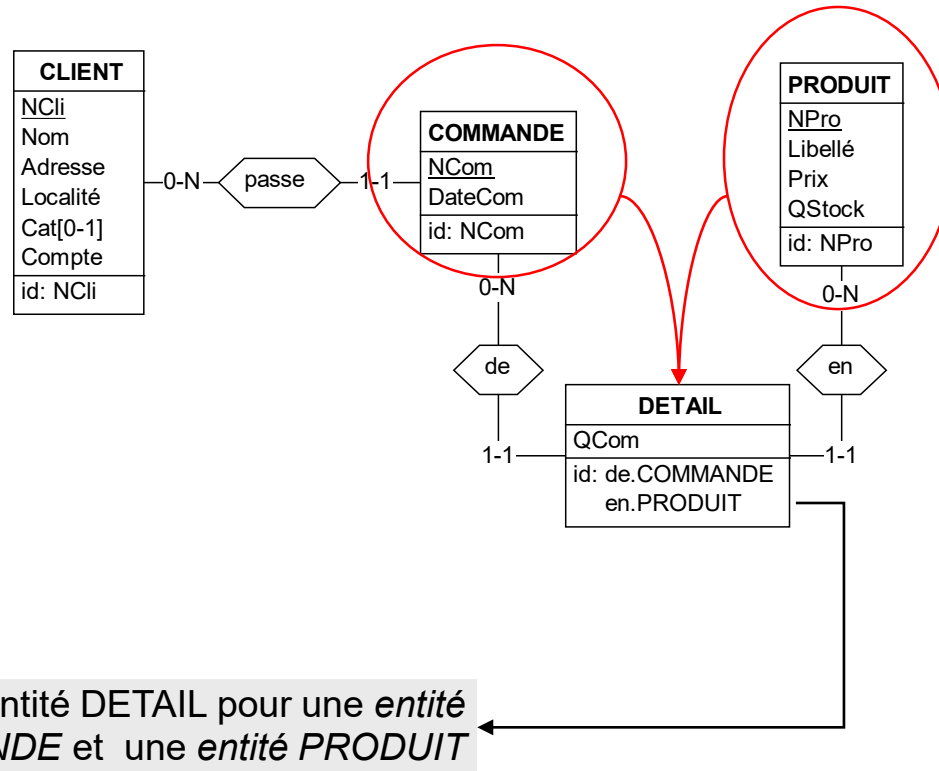 CLIENT
NCli
Nom
Adresse
Localité
Cat[0-1]
Compte
id: NCli
0-N
passe
1-1
COMMANDE
NCom
DateCom
id: NCom
PRODUIT
NPro
Libellé
Prix
QStock
id: NPro
0-N
0-N
de
en
1-1
DETAIL
QCom
id: de.COMMANDE
en.PRODUIT
1-1
DETAIL pour une entité
et une entité PRODUIT